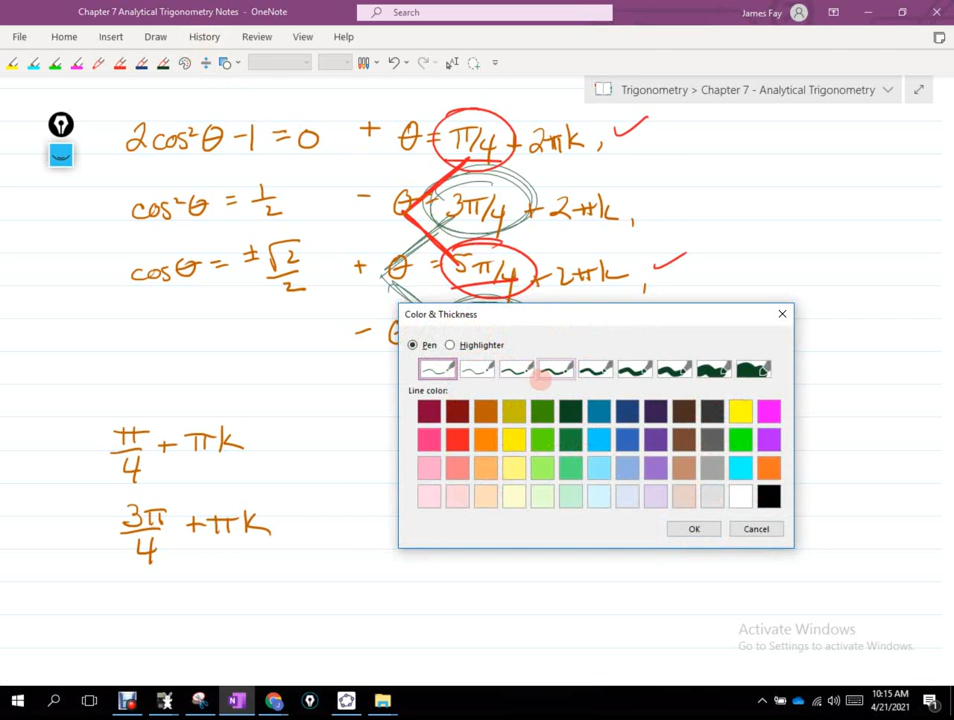 Chapter 7 Analytical Trigonometry Notes - OneNote
Search
James Fay
File Home Insert Draw History Review View Help
Trigonometry > Chapter 7 - Analytical Trigonometry
2cos²θ -1 = 0 + θ = π/4 + 2πk, ✓
cos²θ = 1/2 - θ = 3π/4 + 2πk,
cosθ = ±√2/2 + θ = 5π/4 + 2πk, ✓
- θ
Color & Thickness
Pen Highlighter
Line color:
π/4 + πk
3π/4 + πk
OK Cancel
Activate Windows
Go to Settings to activate Windows.
10:15 AM
4/21/2021